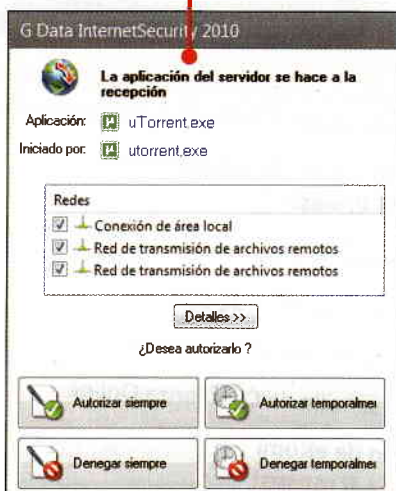 G Data InternetSecurity 2010
La aplicación del servidor se hace a la
recepción
Aplicación: uTorrent.exe
Iniciado por: utorrent.exe
Redes
Conexión de área local
Red de transmisión de archivos remotos
Red de transmisión de archivos remotos
Detalles >>
¿Desea autorizarlo ?
Autorizar siempre
Autorizar temporalmei
Denegar siempre
Denegar temporalmei